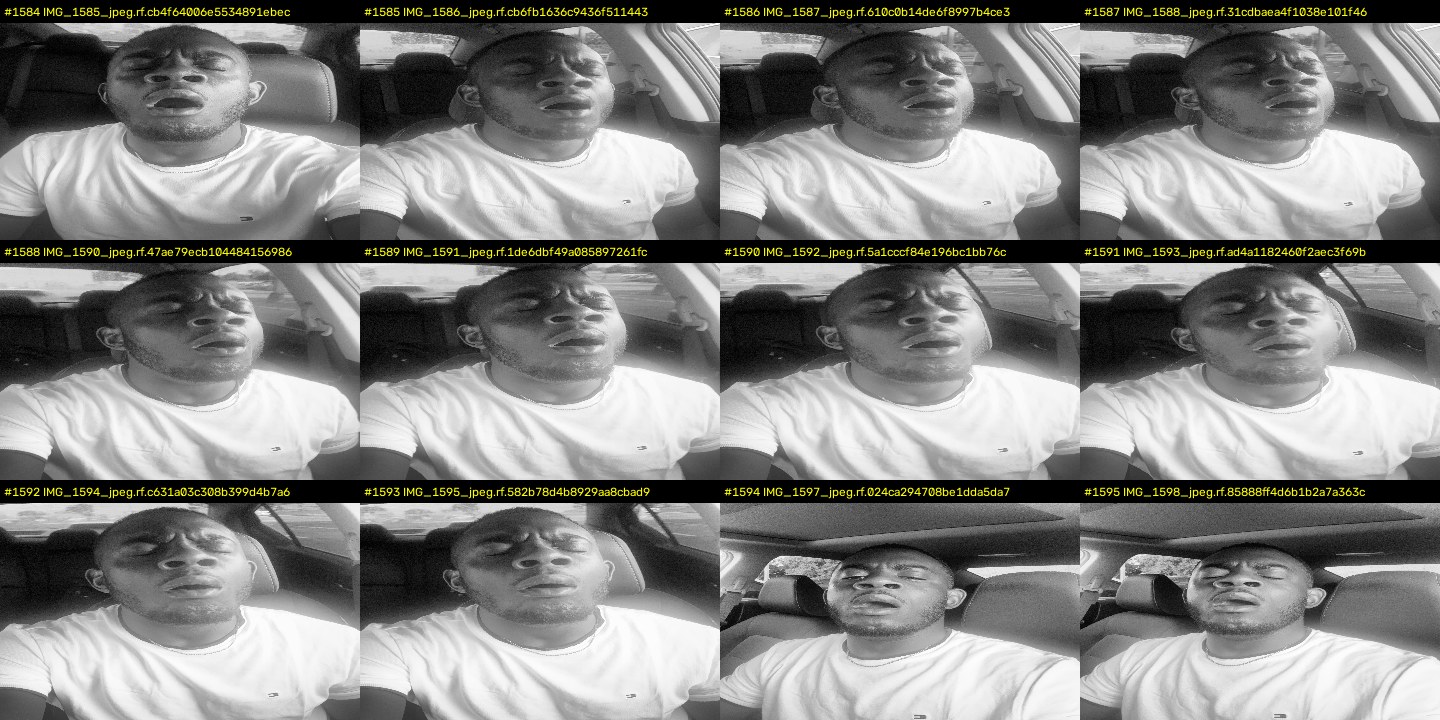 #1584 IMG_1585_jpeg.rf.cb4f64006e5534891ebec
#1585 IMG_1586_jpeg.rf.cb6fb1636c9436f511443
#1586 IMG_1587_jpeg.rf.610c0b14de6f8997b4ce3
#1587 IMG_1588_jpeg.rf.31cdbaea4f1038e101f46
#1588 IMG_1590_jpeg.rf.47ae79ecb104484156986
#1589 IMG_1591_jpeg.rf.1de6dbf49a085897261fc
#1590 IMG_1592_jpeg.rf.5a1cccf84e196bc1bb76c
#1591 IMG_1593_jpeg.rf.ad4a1182460f2aec3f69b
#1592 IMG_1594_jpeg.rf.c631a03c308b399d4b7a6
#1593 IMG_1595_jpeg.rf.582b78d4b8929aa8cbad9
#1594 IMG_1597_jpeg.rf.024ca294708be1dda5da7
#1595 IMG_1598_jpeg.rf.85888ff4d6b1b2a7a363c